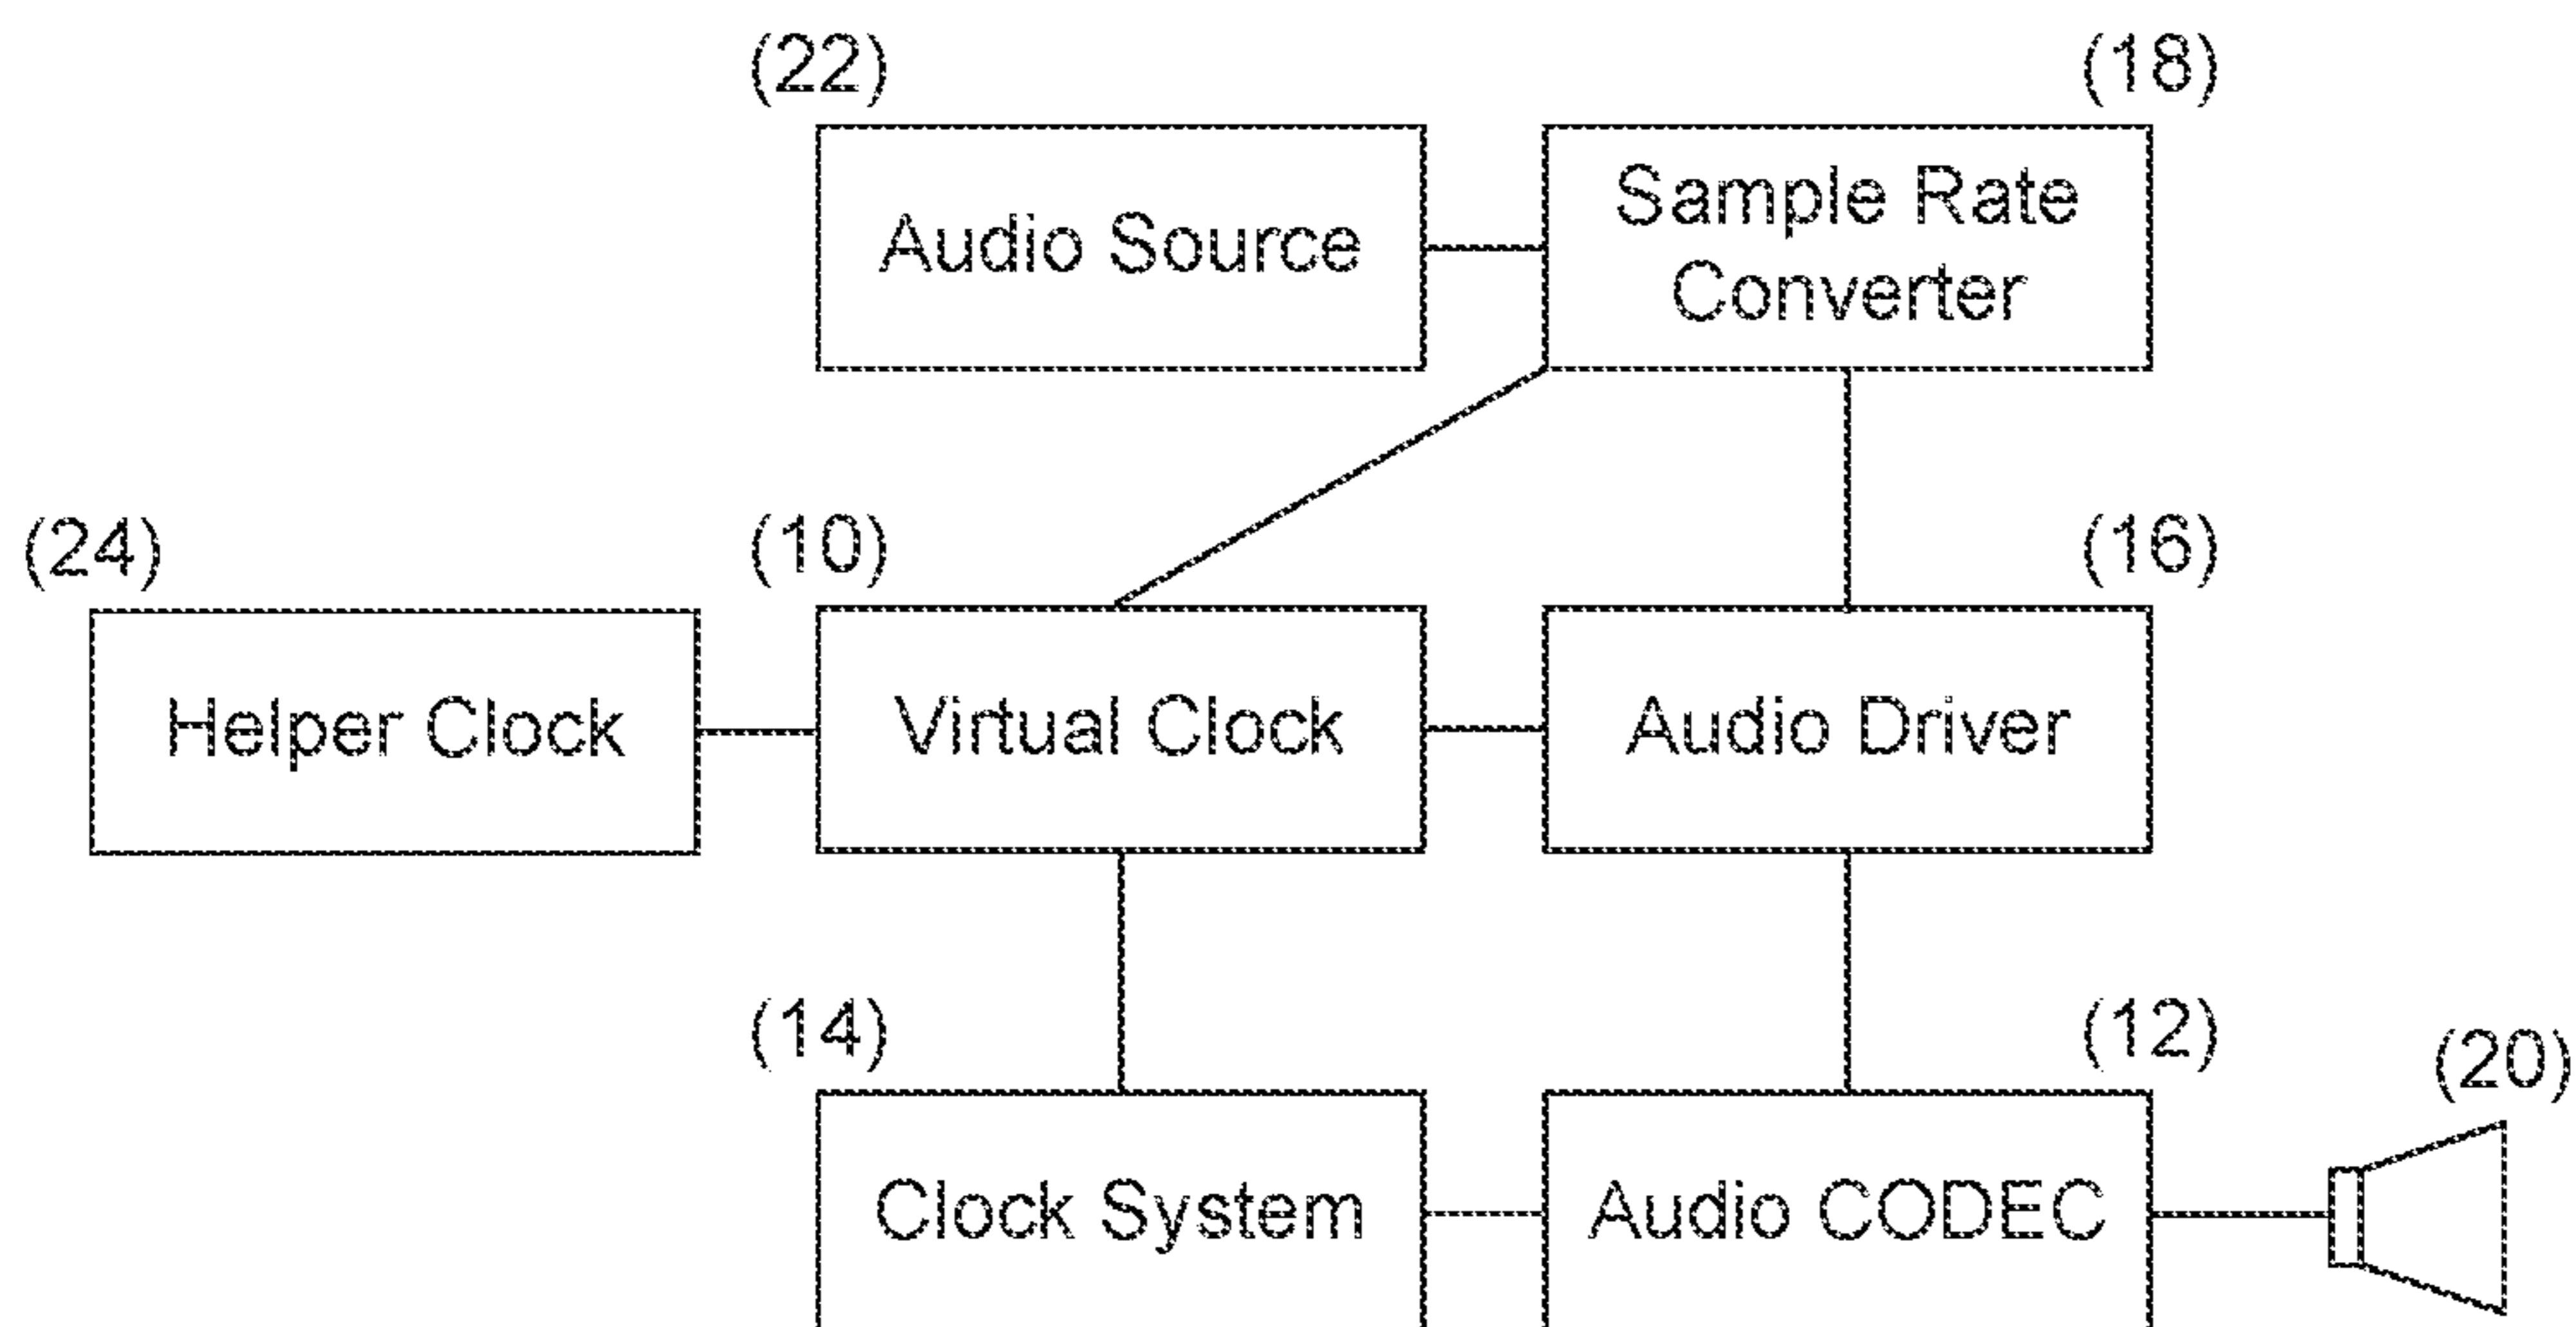 (22)
(18)
Audio Source
Sample Rate
Converter
(24)
(10)
(16)
Helper Clock
Virtual Clock
Audio Driver
(14)
(12)
(20)
Clock System
Audio CODEC